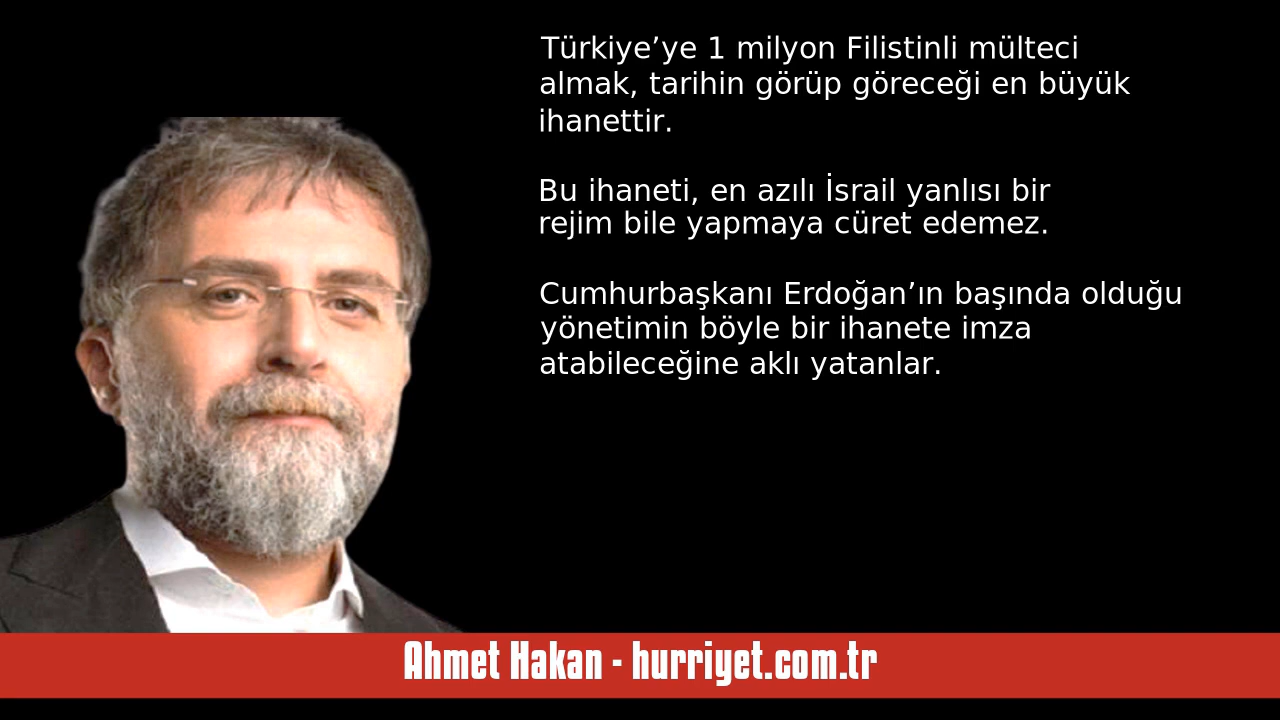 Türkiye’ye 1 milyon Filistinli mülteci
almak, tarihin görüp göreceği en büyük
ihanettir.
Bu ihaneti, en azılı İsrail yanlısı bir
rejim bile yapmaya cüret edemez.
Cumhurbaşkanı Erdoğan’ın başında olduğu
yönetimin böyle bir ihanete imza
atabileceğine aklı yatanlar.
Ahmet Hakan - hurriyet.com.tr